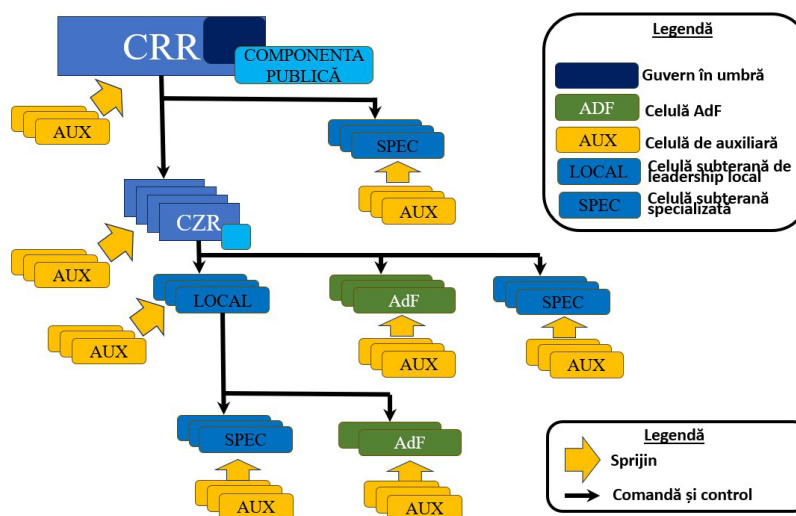 CRR
COMPONENTA
PUBLICĂ
AUX
SPEC
AUX
CZR
AUX
LOCAL
AdF
SPEC
AUX
AUX
AUX
SPEC
AdF
AUX
AUX
Legendă
Guvern în umbră
ADF
Celulă AdF
AUX
Celulă de auxiliară
LOCAL
Celulă subterană de
leadership local
SPEC
Celulă subterană
specializată
Legendă
Sprijin
Comandă și control